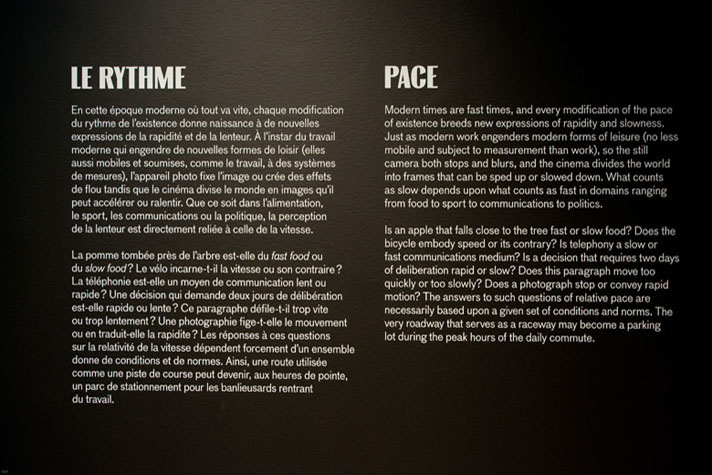 LE RYTHME
En cette époque moderne où tout va vite, chaque modification
du rythme de l'existence donne naissance à de nouvelles
expressions de la rapidité et de la lenteur. À l'instar du travail
moderne qui engendre de nouvelles formes de loisir (elles
aussi mobiles et soumises, comme le travail, à des systèmes
de mesures), l'appareil photo fixe l'image ou crée des effets
de flou tandis que le cinéma divise le monde en images qu'il
peut accélérer ou ralentir. Que ce soit dans l'alimentation,
le sport, les communications ou la politique, la perception
de la lenteur est directement reliée à celle de la vitesse.
La pomme tombée près de l'arbre est-elle du fast food ou
du slow food ? Le vélo incarne-t-il la vitesse ou son contraire ?
La téléphonie est-elle un moyen de communication lent ou
rapide ? Une décision qui demande deux jours de délibération
est-elle rapide ou lente ? Ce paragraphe défile-t-il trop vite
ou trop lentement ? Une photographie fige-t-elle le mouvement
ou en traduit-elle la rapidite ? Les réponses à ces questions
sur la relativité de la vitesse dépendent forcement d'un ensemble
donne de conditions et de normes. Ainsi, une route utilisée
comme une piste de course peut devenir, aux heures de pointe,
un parc de stationnement pour les banlieusards rentrant
du travail.
PACE
Modern times are fast times, and every modification of the pace
of existence breeds new expressions of rapidity and slowness.
Just as modern work engenders modern forms of leisure (no less
mobile and subject to measurement than work), so the still
camera both stops and blurs, and the cinema divides the world
into frames that can be sped up or slowed down. What counts
as slow depends upon what counts as fast in domains ranging
from food to sport to communications to politics.
Is an apple that falls close to the tree fast or slow food? Does the
bicycle embody speed or its contrary? Is telephony a slow or
fast communications medium? Is a decision that requires two days
of deliberation rapid or slow? Does this paragraph move too
quickly or too slowly? Does a photograph stop or convey rapid
motion? The answers to such questions of relative pace are
necessarily based upon a given set of conditions and norms. The
very roadway that serves as a raceway may become a parking
lot during the peak hours of the daily commute.